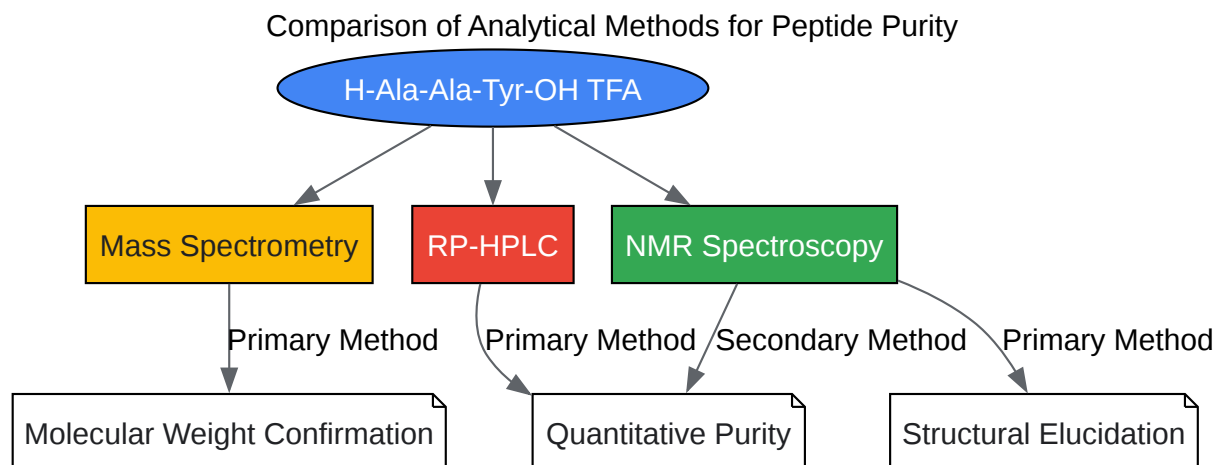 Comparison of Analytical Methods for Peptide Purity
H-Ala-Ala-Tyr-OH TFA
Mass Spectrometry
RP-HPLC
NMR Spectroscopy
Primary Method
Primary Method
Secondary Method
Primary Method
Molecular Weight Confirmation
Quantitative Purity
Structural Elucidation